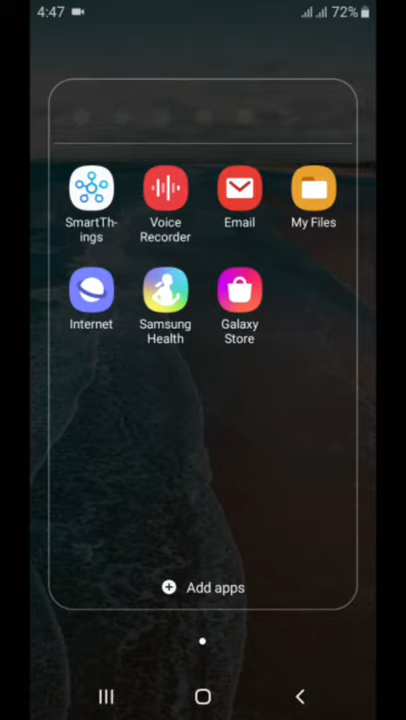 4:47
72%
SmartTh-
ings
Voice
Recorder
Email
My Files
Internet
Samsung
Health
Galaxy
Store
Add apps